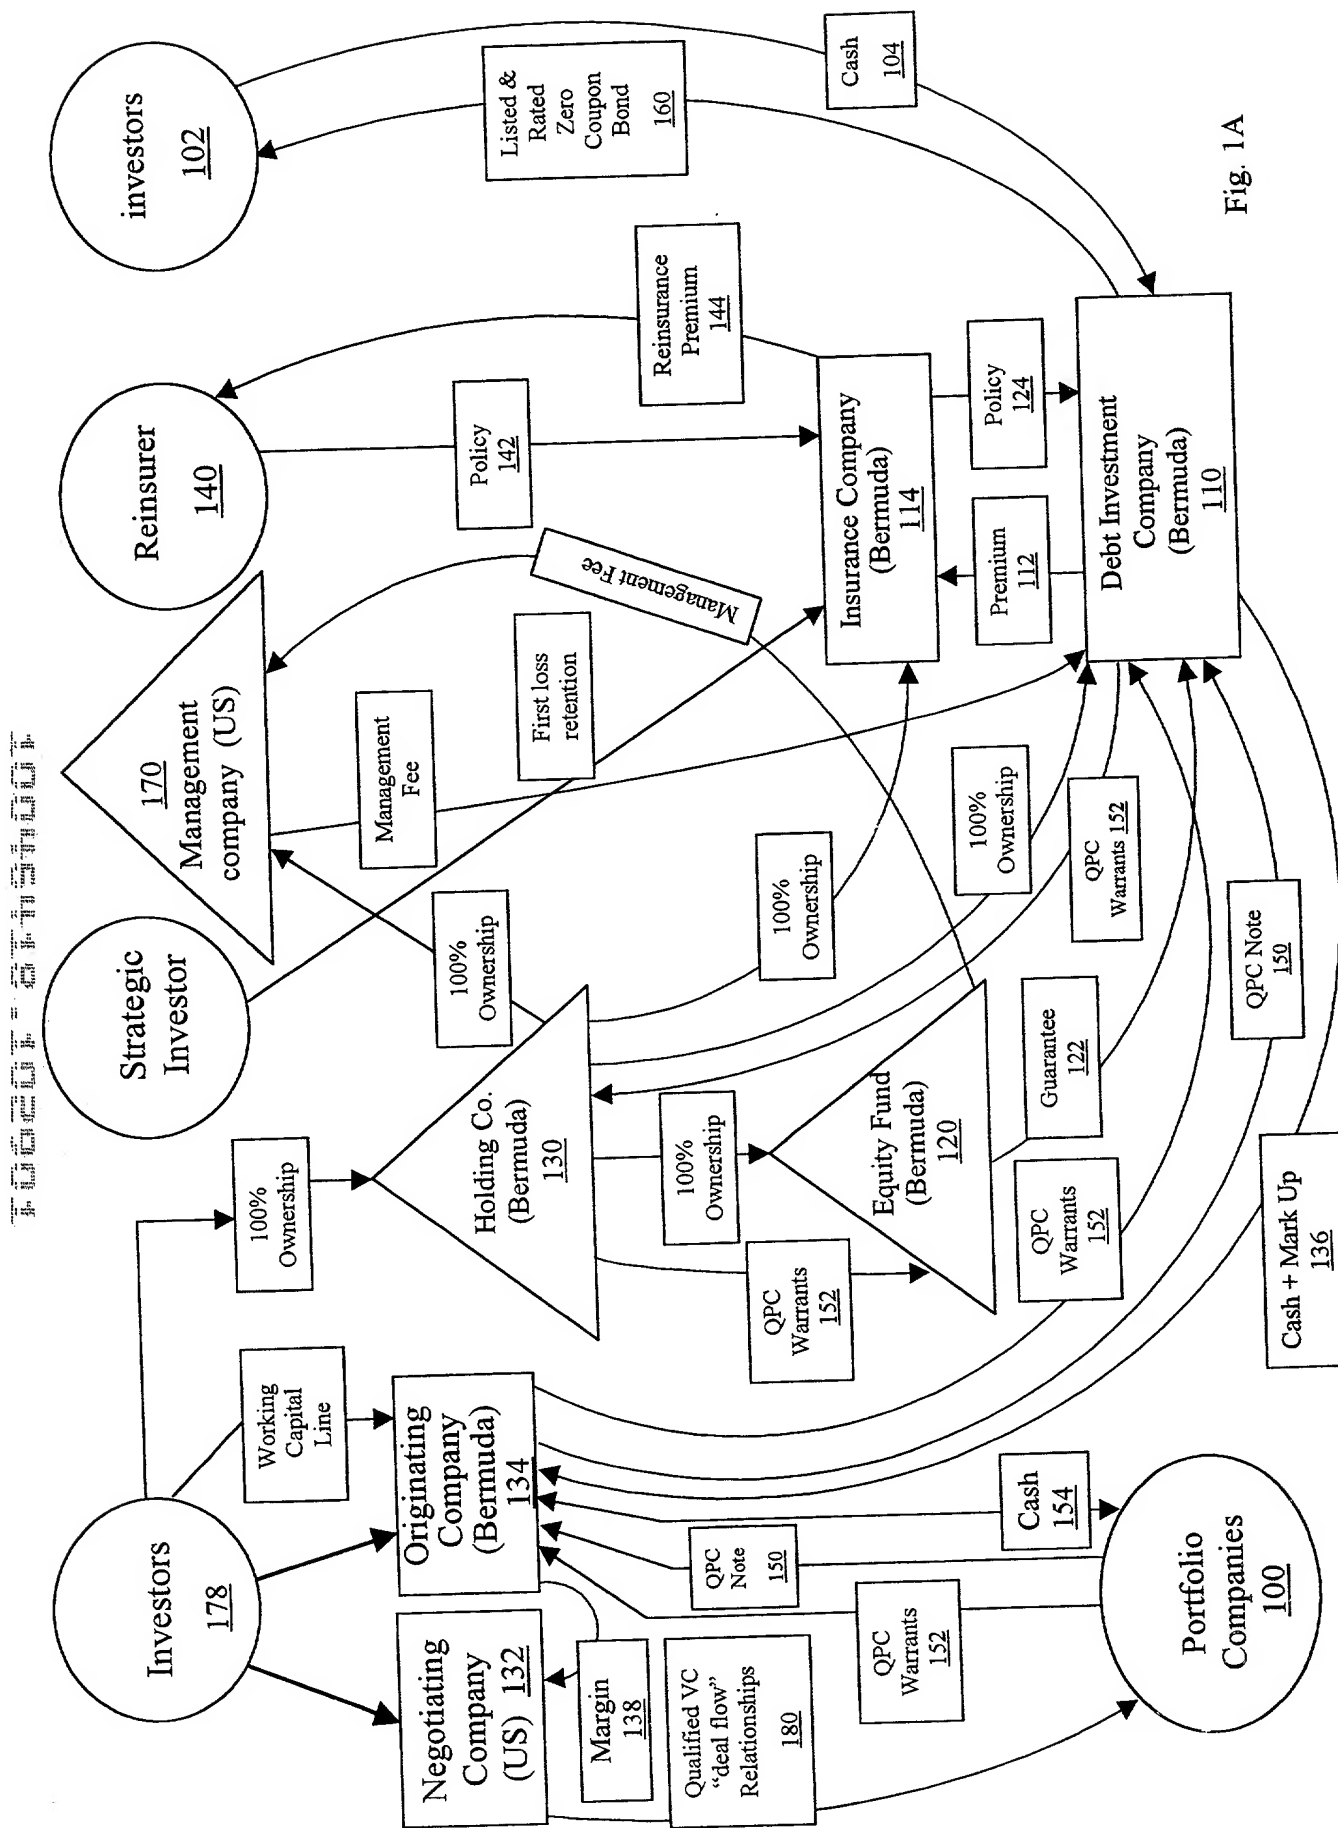 Investors
178
Strategic
Investor
170
Management
company (US)
Reinsurer
140
investors
102
100%
Ownership
Working
Capital
Line
100%
Ownership
Management
Fee
First loss
retention
Management Fee
Policy
142
Reinsurance
Premium
144
Listed &
Rated
Zero
Coupon
Bond
160
Cash
104
Negotiating
Company
(US) 132
Originating
Company
(Bermuda)
134
Holding Co.
(Bermuda)
130
100%
Ownership
100%
Ownership
Insurance Company
(Bermuda)
114
Margin
138
Qualified VC
“deal flow”
Relationships
180
QPC
Note
150
QPC
Warrants
152
QPC
Warrants
152
Equity Fund
(Bermuda)
120
100%
Ownership
Premium
112
Policy
124
QPC
Warrants
152
Cash
154
QPC
Warrants 152
Guarantee
122
Debt Investment
Company
(Bermuda)
110
Portfolio
Companies
100
QPC Note
150
Cash + Mark Up
136
Fig. 1A